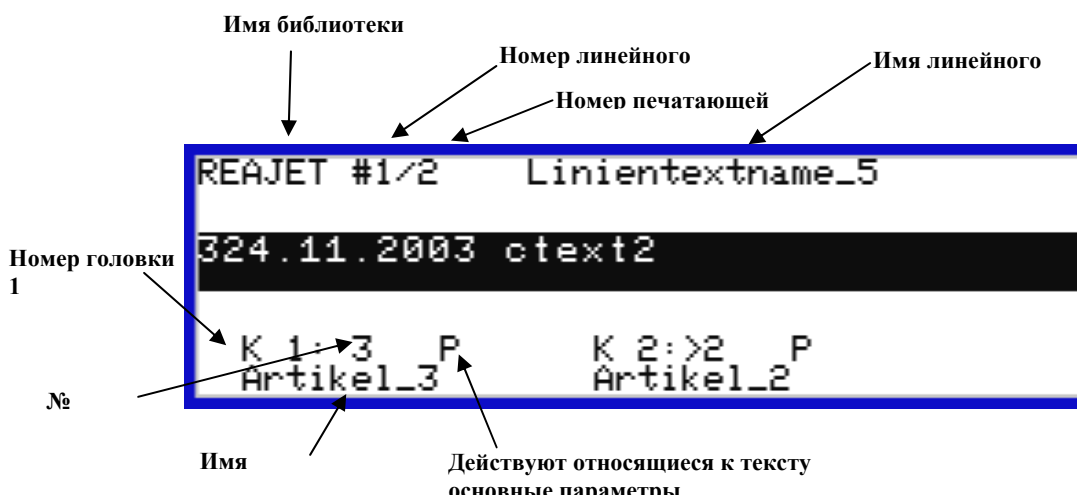 Имя библиотеки
Номер линейного
Имя линейного
Номер печатающей
REAJET #1/2 Linientextname_5
324.11.2003 ctext2
Номер головки
1
K 1: 3 P K 2:>2 P
Artikel_3 Artikel_2
№
Имя
Действуют относящиеся к тексту
основные параметры